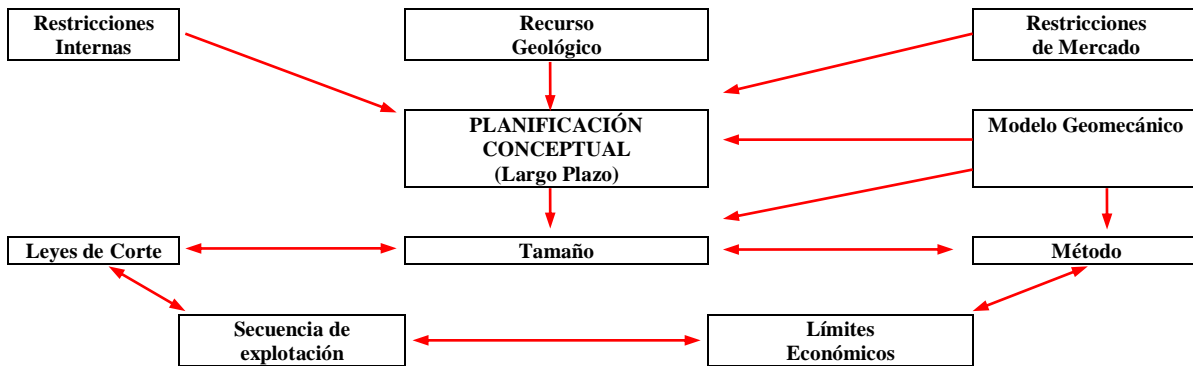 Restricciones
Internas
Recurso
Geológico
Restricciones
de Mercado
PLANIFICACIÓN
CONCEPTUAL
(Largo Plazo)
Modelo Geomecánico
Leyes de Corte
Tamaño
Método
Secuencia de
explotación
Límites
Económicos